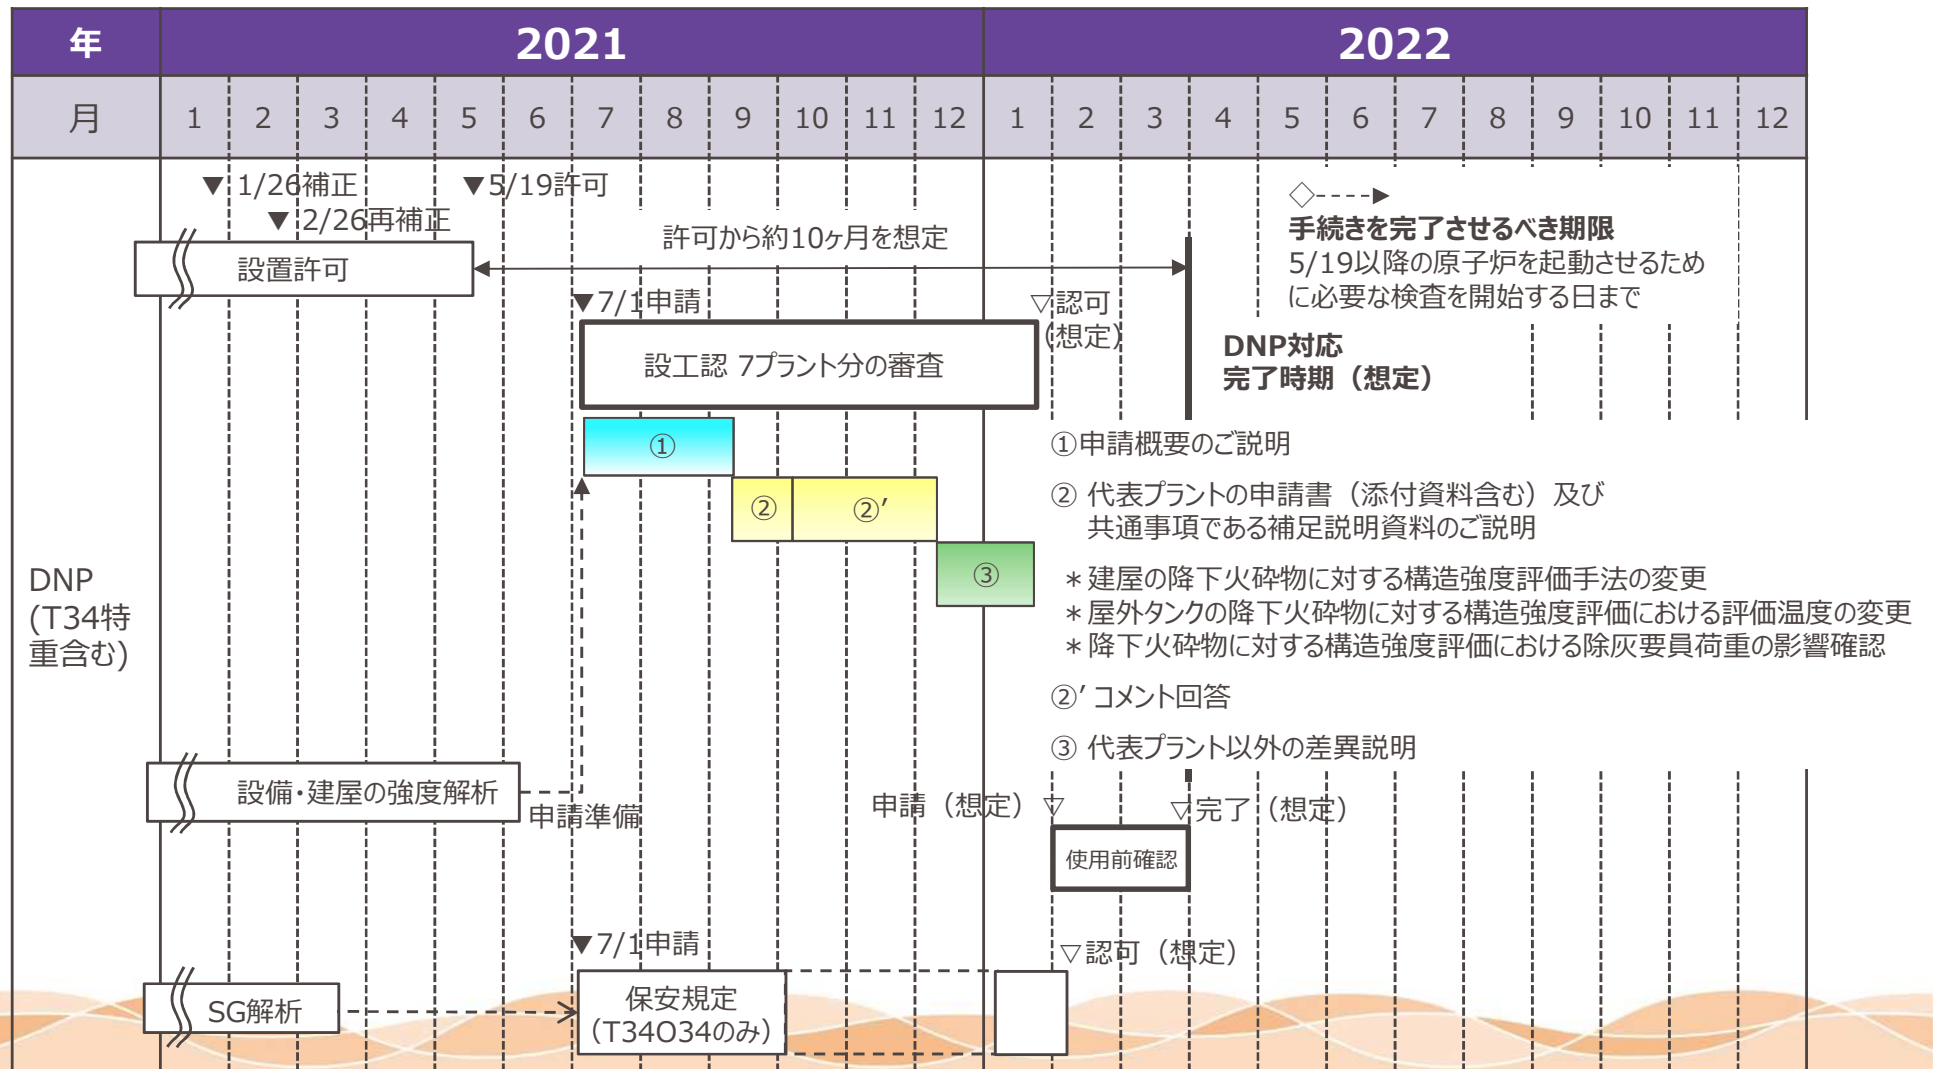 年 2021 2022
月 1 2 3 4 5 6 7 8 9 10 11 12 1 2 3 4 5 6 7 8 9 10 11 12
▼ 1/26補正
▼5/19許可
▼ 2/26再補正
許可から約10ヶ月を想定
設置許可
◇----▶
手続きを完了させるべき期限
5/19以降の原子炉を起動させるため
に必要な検査を開始する日まで
▼7/1申請
▽認可
(想定)
設工認 7プラント分の審査
DNP対応
完了時期（想定）
①
②
②’
③
①申請概要のご説明
② 代表プラントの申請書（添付資料含む）及び
共通事項である補足説明資料のご説明
＊建屋の降下火砕物に対する構造強度評価手法の変更
＊屋外タンクの降下火砕物に対する構造強度評価における評価温度の変更
＊降下火砕物に対する構造強度評価における除灰要員荷重の影響確認
②’ コメント回答
③ 代表プラント以外の差異説明
DNP
(T34特
重含む)
設備・建屋の強度解析
申請準備
申請（想定）▽
▽完了（想定）
使用前確認
▼7/1申請
▽認可（想定）
SG解析
保安規定
（T34O34のみ）